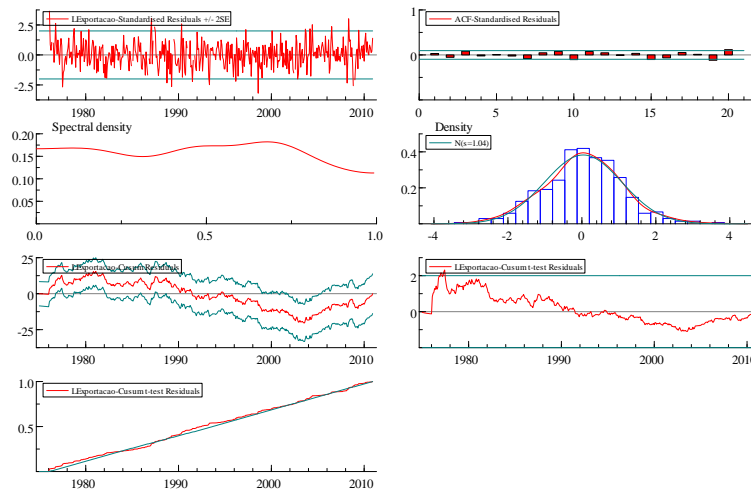 LExportacao-Standardised Residuals +/- 2SE
2.5
0.0
-2.5
1980 1990 2000 2010
ACF-Standardised Residuals
1
0
0 5 10 15 20
Spectral density
0.20
0.15
0.10
0.05
0.0 0.5 1.0
Density
N(s=1.04)
0.4
0.2
-4 -2 0 2 4
LExportacao-Cusum Residuals
25
0
-25
1980 1990 2000 2010
LExportacao-Cusum t-test Residuals
2
0
1980 1990 2000 2010
LExportacao-Cusum t-test Residuals
1.0
0.5
1980 1990 2000 2010